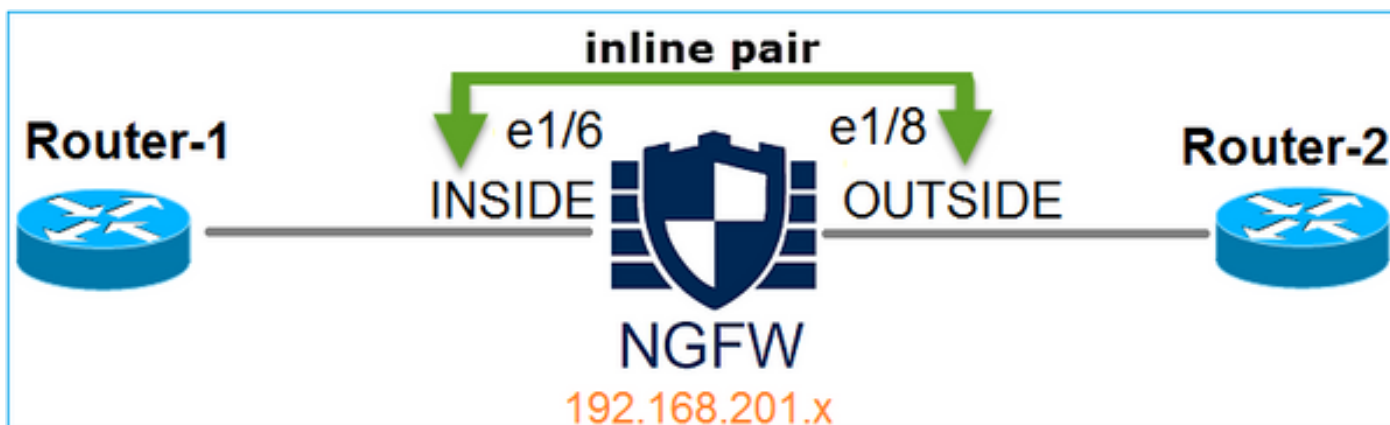 inline pair
Router-1
e1/6
e1/8
Router-2
INSIDE
OUTSIDE
NGFW
192.168.201.x